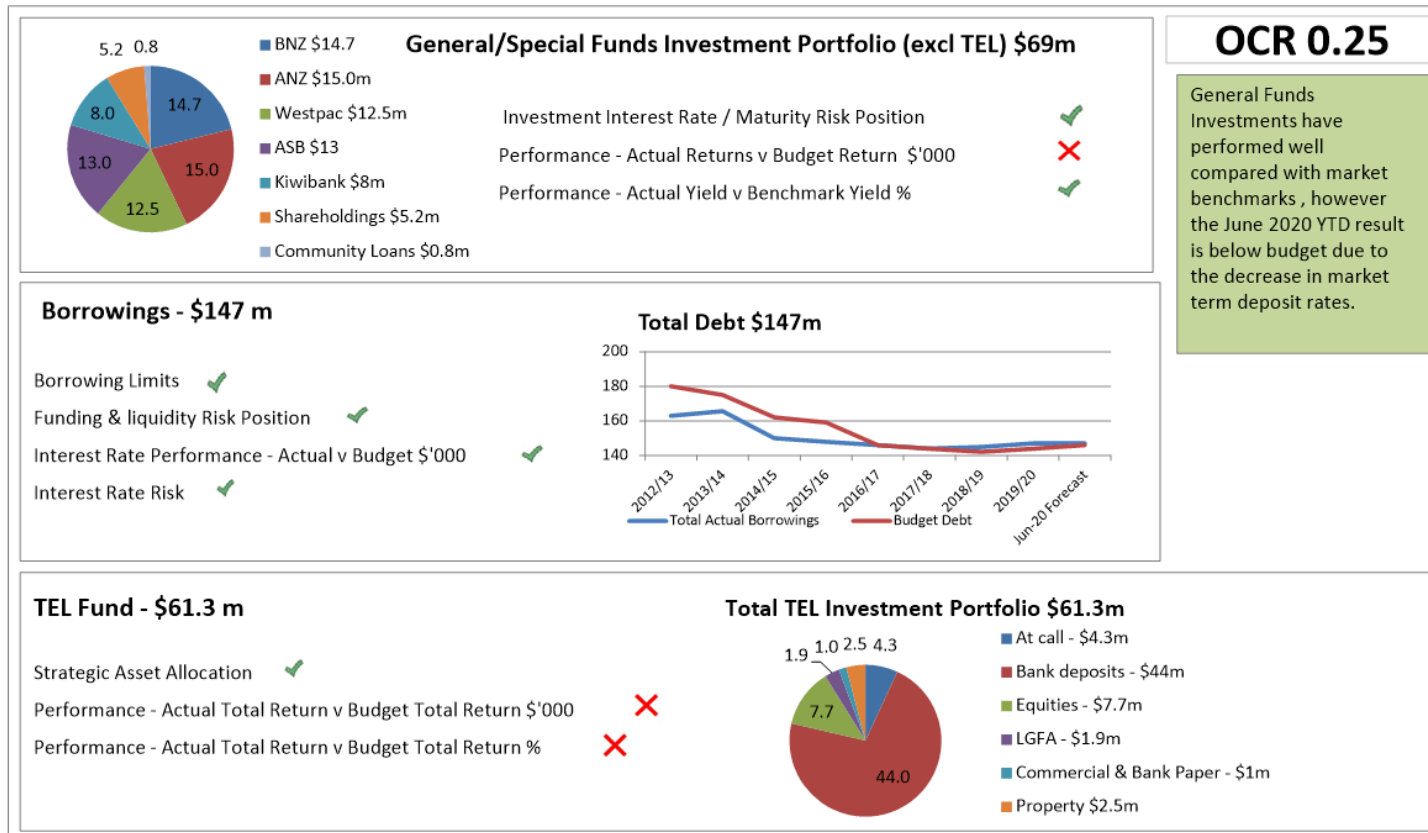 General/Special Funds Investment Portfolio (excl TEL) $69m
5.2 0.8
14.7
15.0
12.5
13.0
8.0
BNZ $14.7
ANZ $15.0m
Westpac $12.5m
ASB $13
Kiwibank $8m
Shareholdings $5.2m
Community Loans $0.8m
Investment Interest Rate / Maturity Risk Position
Performance - Actual Returns v Budget Return $'000
Performance - Actual Yield v Benchmark Yield %
OCR 0.25
General Funds
Investments have
performed well
compared with market
benchmarks , however
the June 2020 YTD result
is below budget due to
the decrease in market
term deposit rates.
Borrowings - $147 m
Borrowing Limits
Funding & liquidity Risk Position
Interest Rate Performance - Actual v Budget $'000
Interest Rate Risk
Total Debt $147m
200
180
160
140
2012/13
2013/14
2014/15
2015/16
2016/17
2017/18
2018/19
2019/20
Jun-20 Forecast
Total Actual Borrowings
Budget Debt
TEL Fund - $61.3 m
Strategic Asset Allocation
Performance - Actual Total Return v Budget Total Return $'000
Performance - Actual Total Return v Budget Total Return %
Total TEL Investment Portfolio $61.3m
1.9 1.0 2.5 4.3
7.7
44.0
At call - $4.3m
Bank deposits - $44m
Equities - $7.7m
LGFA - $1.9m
Commercial & Bank Paper - $1m
Property $2.5m